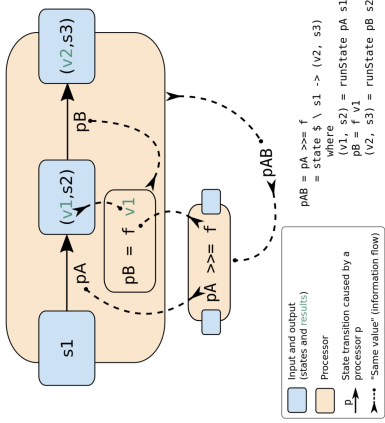 s1
pA
(v1,s2)
pB
(v2,s3)
pB = f v1
pA >>= f
pAB
Input and output
(states and results)
Processor
p
State transition caused by a
processor p
"Same value" (information flow)
pAB = pA >>= f
= state $ \ s1 -> (v2, s3)
where
(v1, s2) = runState pA s1
pB = f v1
(v2, s3) = runState pB s2